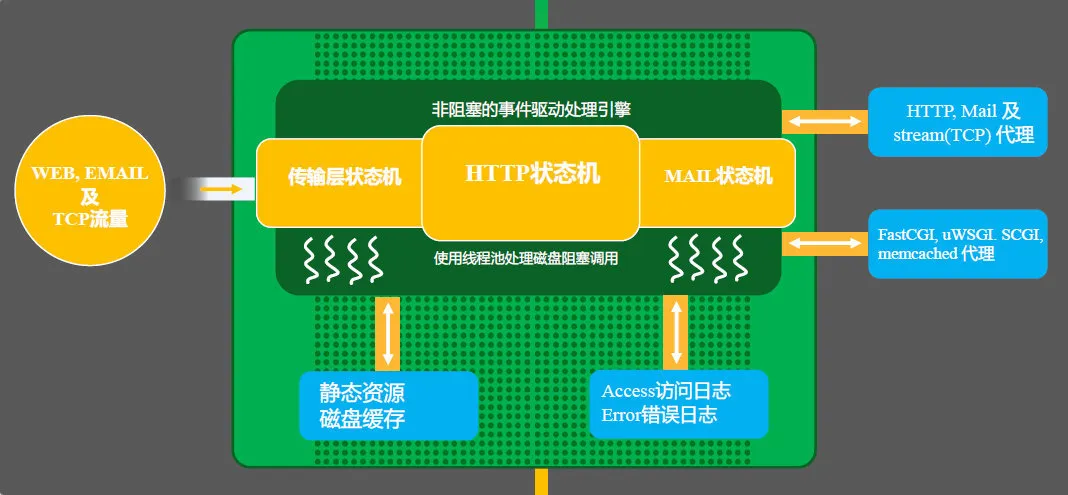 非阻塞的事件驱动处理引擎
WEB, EMAIL
及
TCP流量
传输层状态机
HTTP状态机
MAIL状态机
使用线程池处理磁盘阻塞调用
HTTP, Mail 及
stream(TCP) 代理
FastCGI, uWSGI, SCGI,
memcached 代理
静态资源
磁盘缓存
Access访问日志
Error错误日志